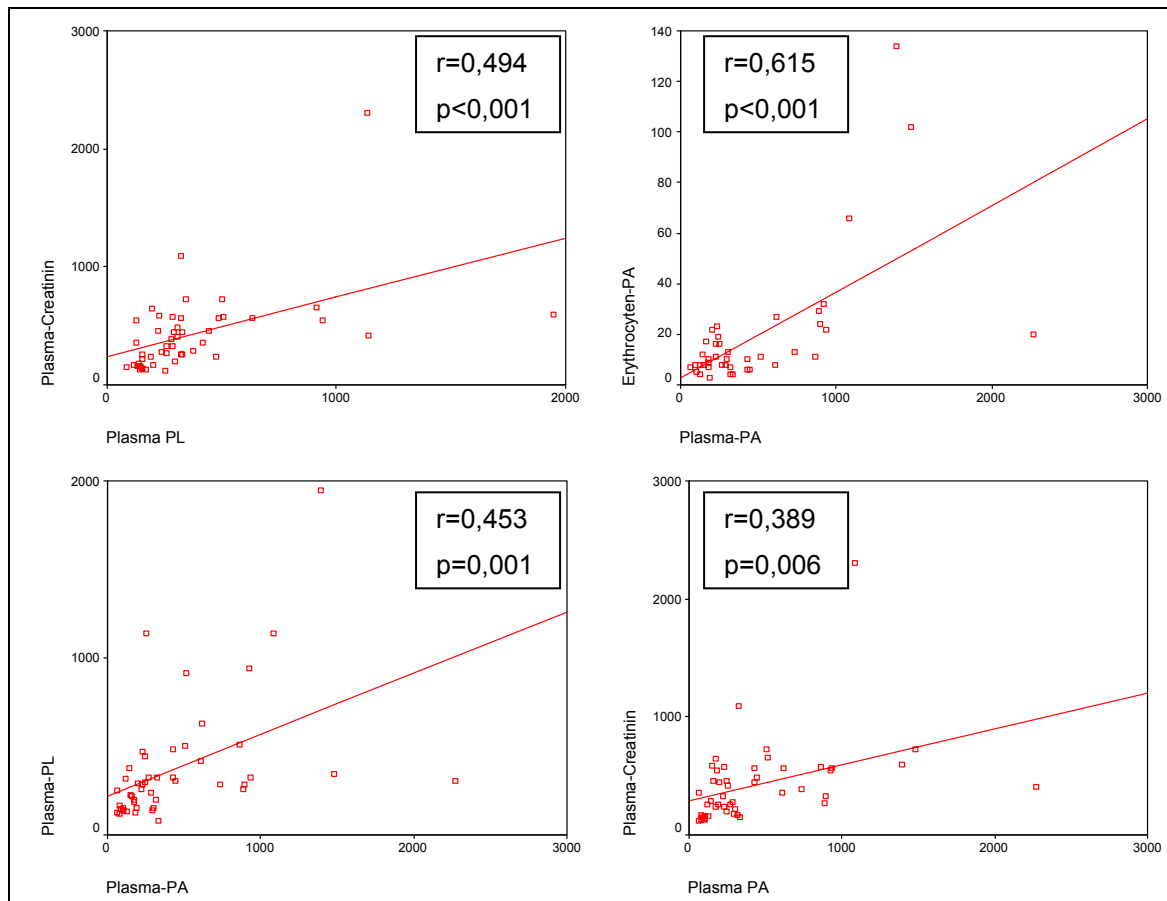 3000
2000
1000
0
Plasma-Creatinin
r=0,494
p<0,001
1000
2000
Plasma PL
140
120
100
80
60
40
20
0
Erythrocyten-PA
r=0,615
p<0,001
0
1000
2000
3000
Plasma-PA
2000
1000
0
Plasma-PL
r=0,453
p=0,001
0
1000
2000
3000
Plasma-PA
3000
2000
1000
0
Plasma-Creatinin
r=0,389
p=0,006
0
1000
2000
3000
Plasma PA